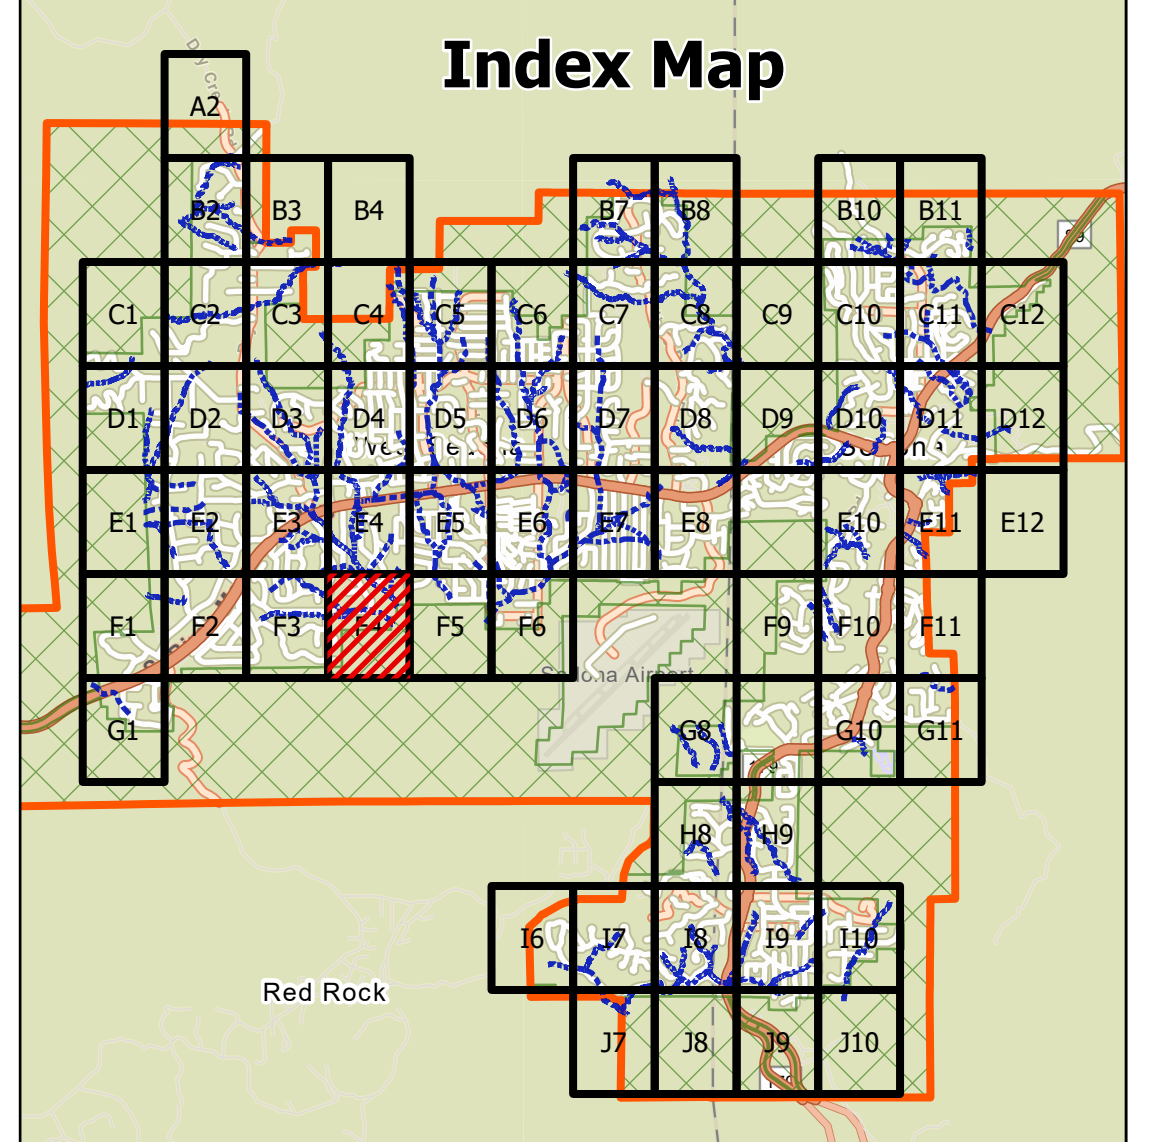 Index Map
A2
B2 B3 B4 B7 B8 B10 B11
89
C1 C2 C3 C4 C5 C6 C7 C8 C9 C10 C11 C12
D1 D2 D3 D4 D5 D6 D7 D8 D9 D10 D11 D12
E1 E2 E3 E4 E5 E6 E7 E8 E10 E11 E12
F1 F2 F3 F4 F5 F6 F9 F10 F11
Sedona Airport
G1 G8 G10 G11
H8 H9
I6 I7 I8 I9 I10
Red Rock
J7 J8 J9 J10